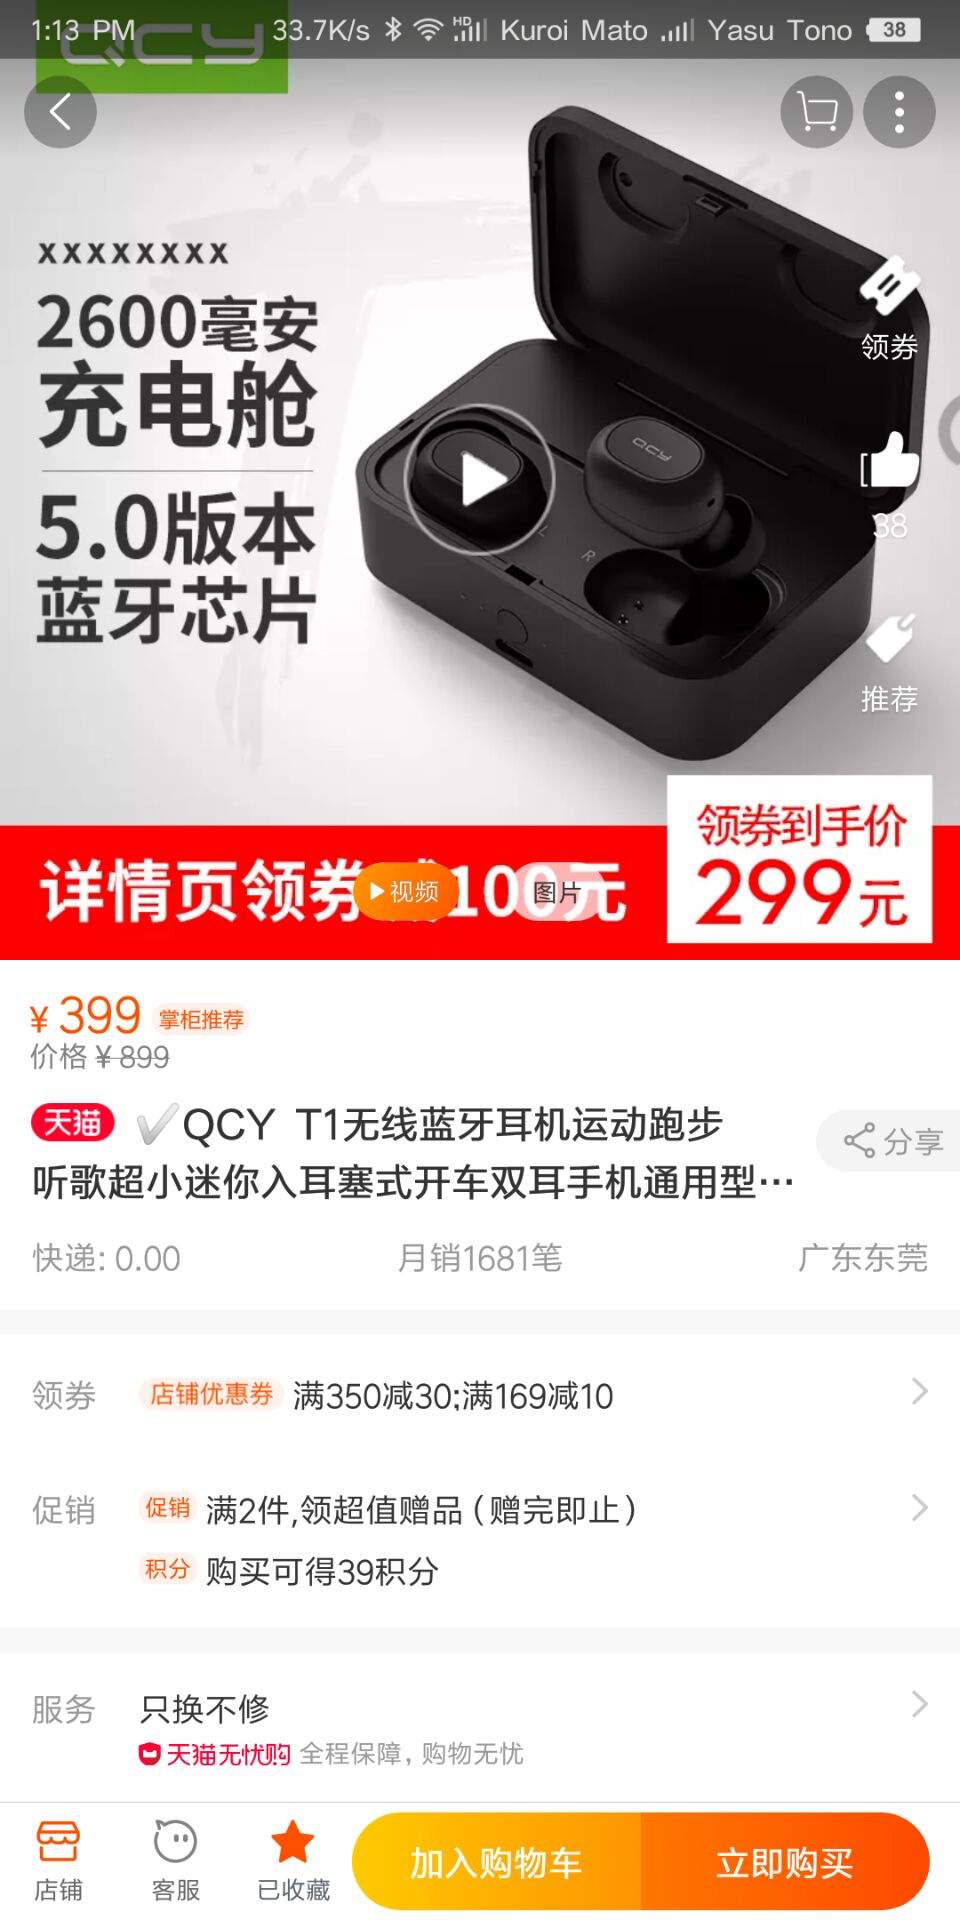 1:13 PM 33.7K/s HD Kuroi Mato Yasu Tono 38
QCY
xxxxxxxx
2600毫安
充电舱
5.0版本
蓝牙芯片
QCY
L
R
领券
38
推荐
详情页领券 100元
视频
图片
领券到手价
299元
¥ 399 掌柜推荐
价格 ¥ 899
天猫 ✔QCY T1无线蓝牙耳机运动跑步
听歌超小迷你入耳塞式开车双耳手机通用型…
分享
快递: 0.00 月销1681笔 广东东莞
领券 店铺优惠券 满350减30;满169减10
促销 促销 满2件,领超值赠品（赠完即止）
积分 购买可得39积分
服务 只换不修
天猫无忧购 全程保障，购物无忧
店铺 客服 已收藏 加入购物车 立即购买